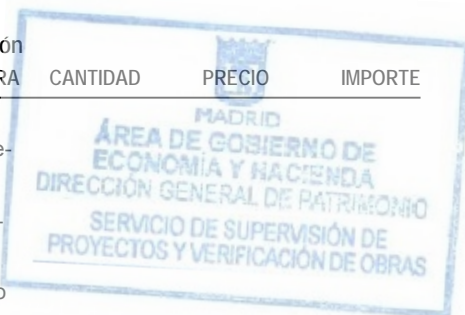 ón
RA CANTIDAD PRECIO IMPORTE
MADRID
ÁREA DE GOBIERNO DE
e-
ECONOMÍA Y HACIENDA
DIRECCIÓN GENERAL DE PATRIMONIO
-
SERVICIO DE SUPERVISIÓN DE
PROYECTOS Y VERIFICACIÓN DE OBRAS
o